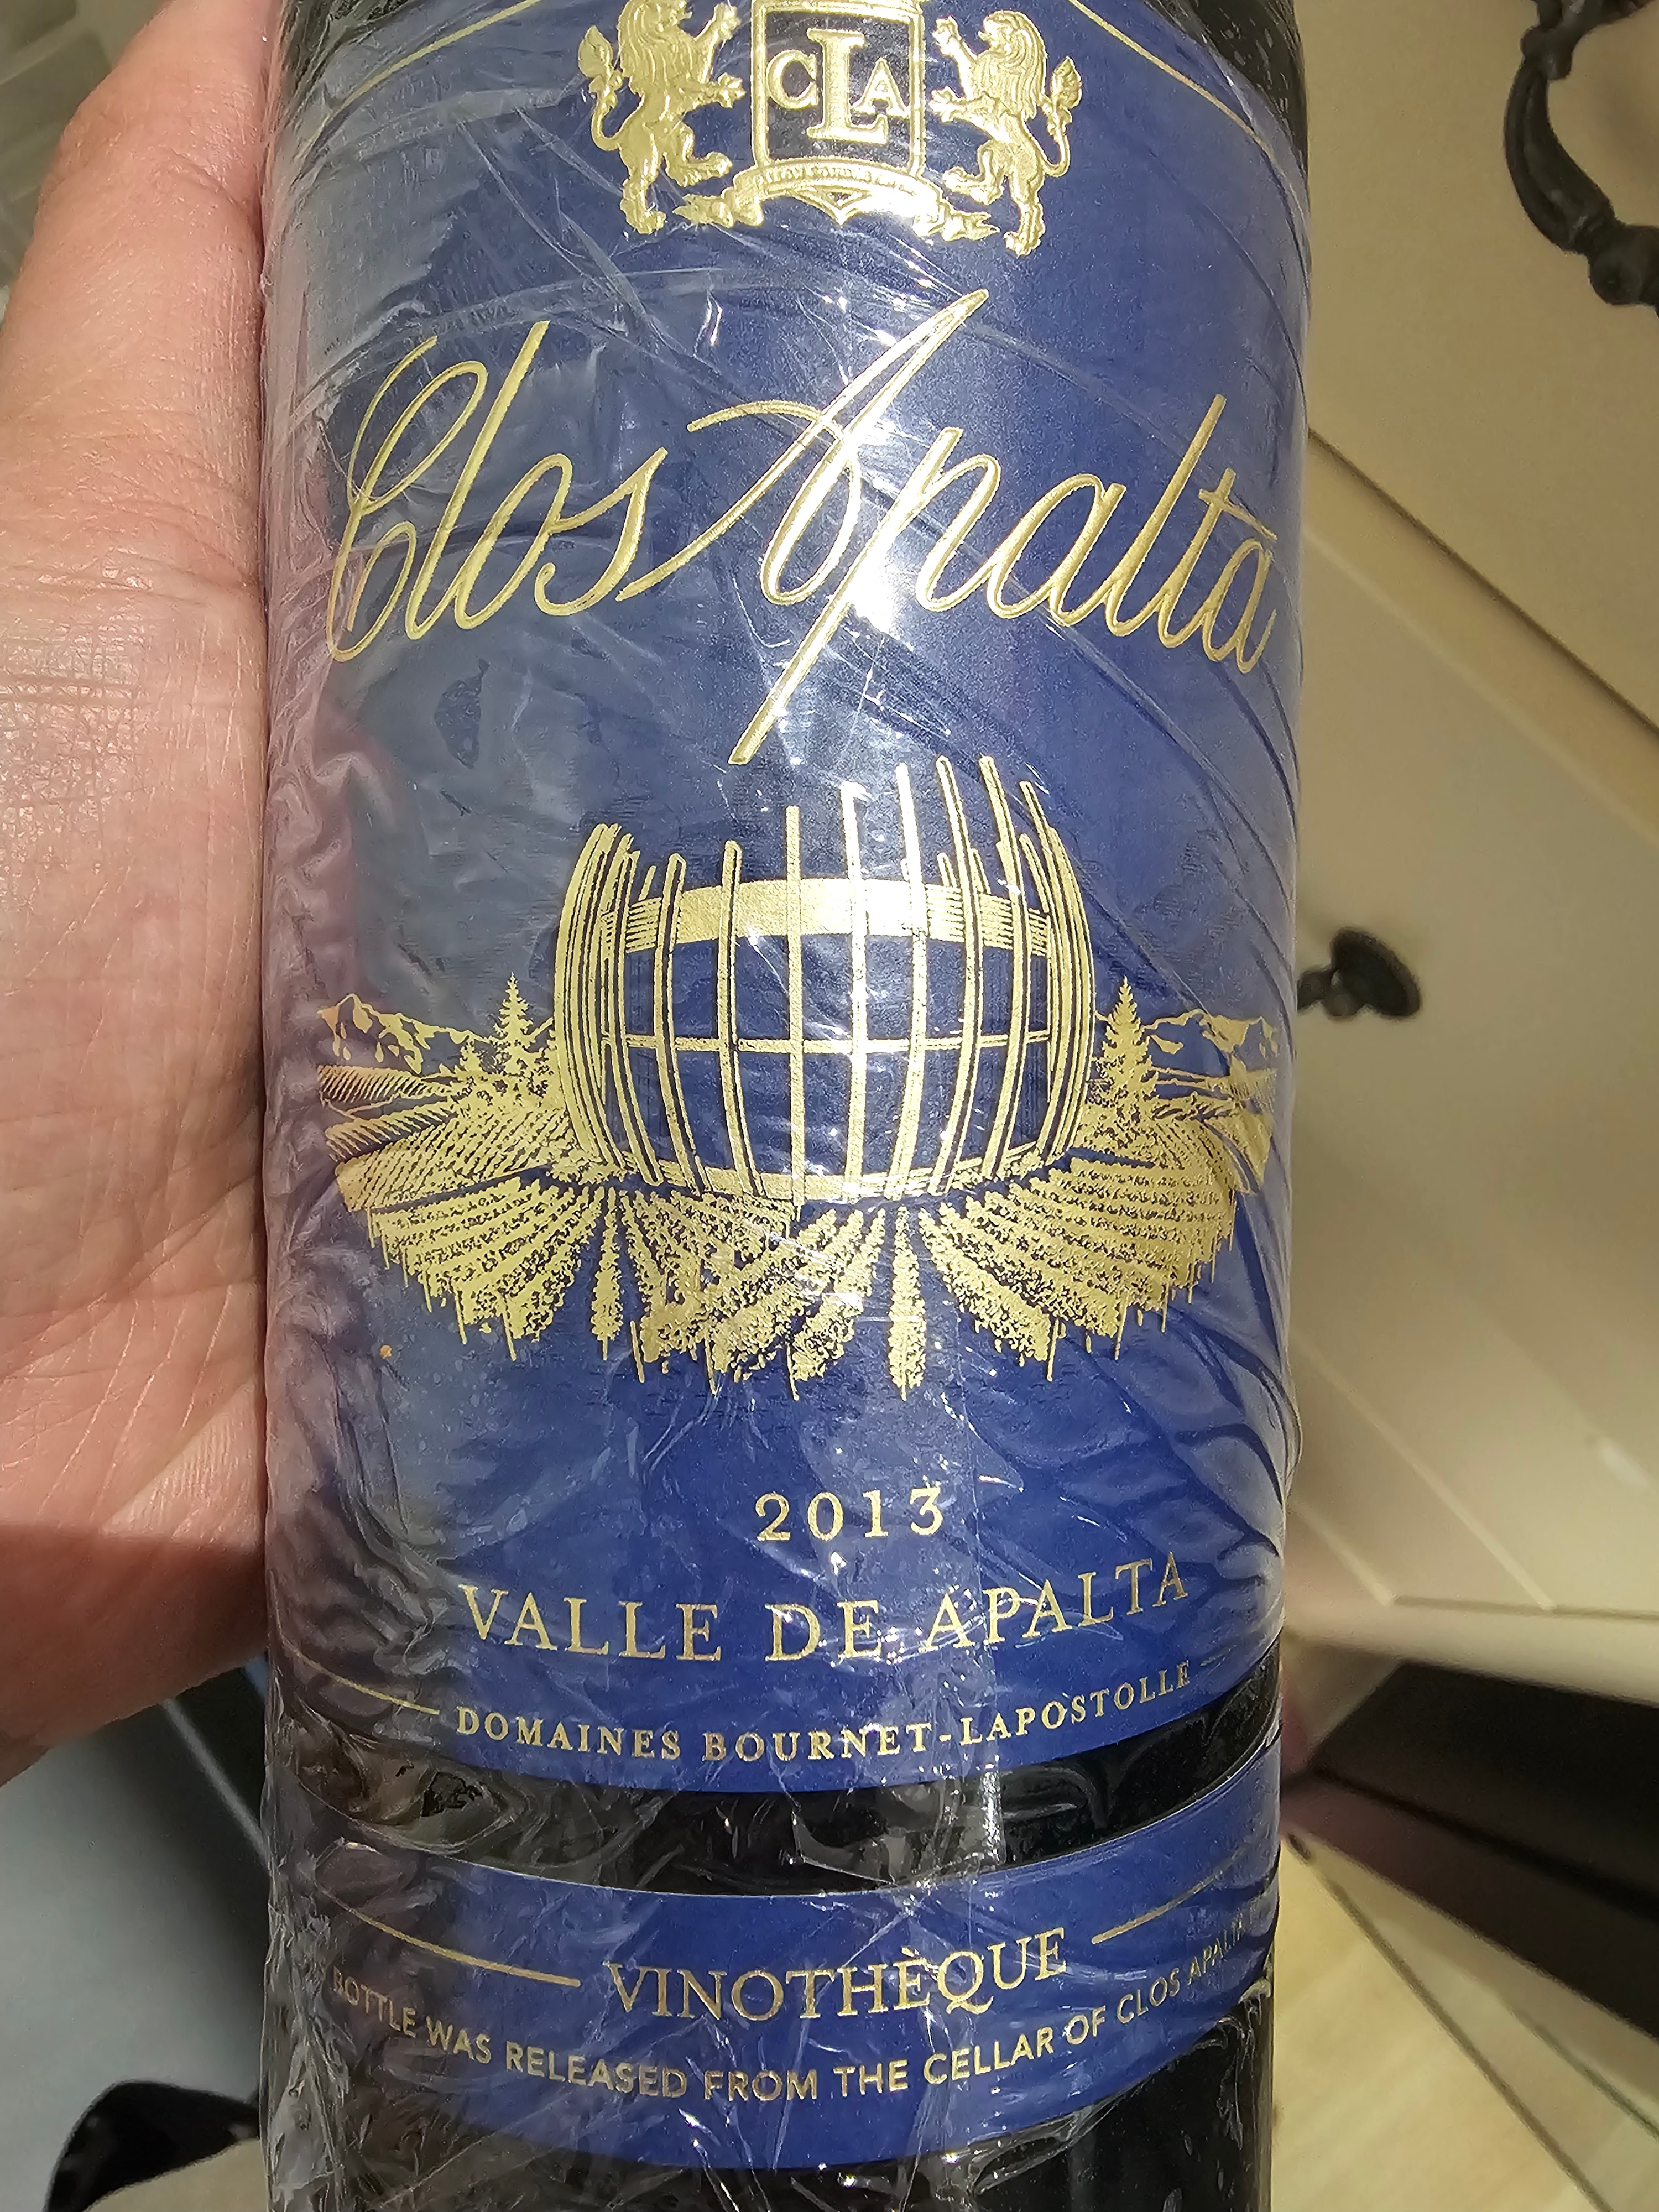 CLA
Clos Apalta
2013
VALLE DE APALTA
DOMAINES BOURNET-LAPOSTOLLE
VINOTHÈQUE
BOTTLE WAS RELEASED FROM THE CELLAR OF CLOS APALTA